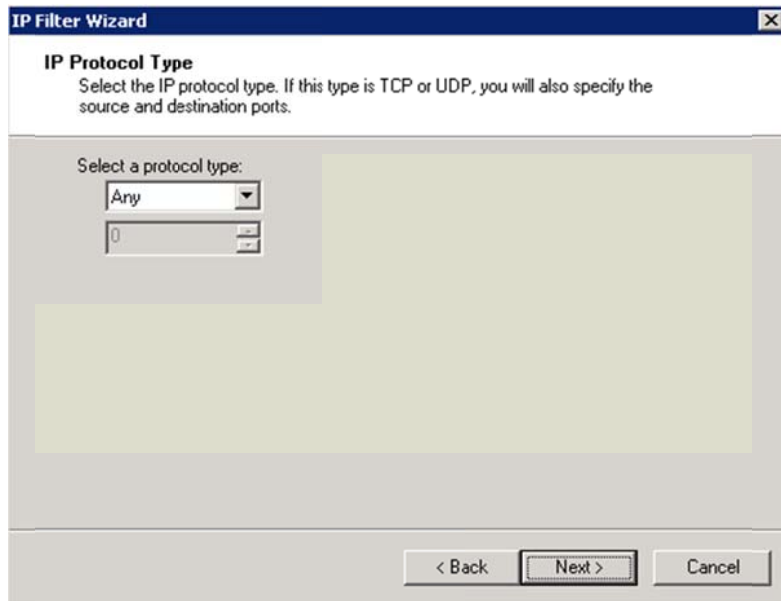 IP Filter Wizard
IP Protocol Type
Select the IP protocol type. If this type is TCP or UDP, you will also specify the
source and destination ports.
Select a protocol type:
Any
0
< Back
Next >
Cancel